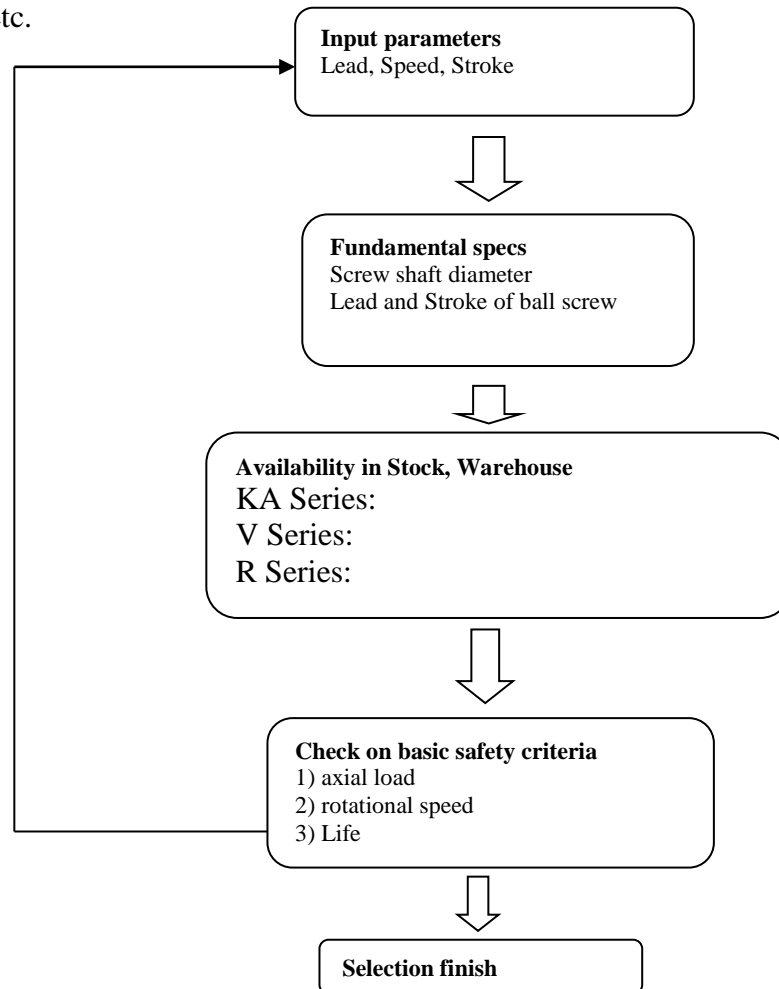 etc.
Input parameters
Lead, Speed, Stroke
Fundamental specs
Screw shaft diameter
Lead and Stroke of ball screw
Availability in Stock, Warehouse
KA Series:
V Series:
R Series:
Check on basic safety criteria
1) axial load
2) rotational speed
3) Life
Selection finish